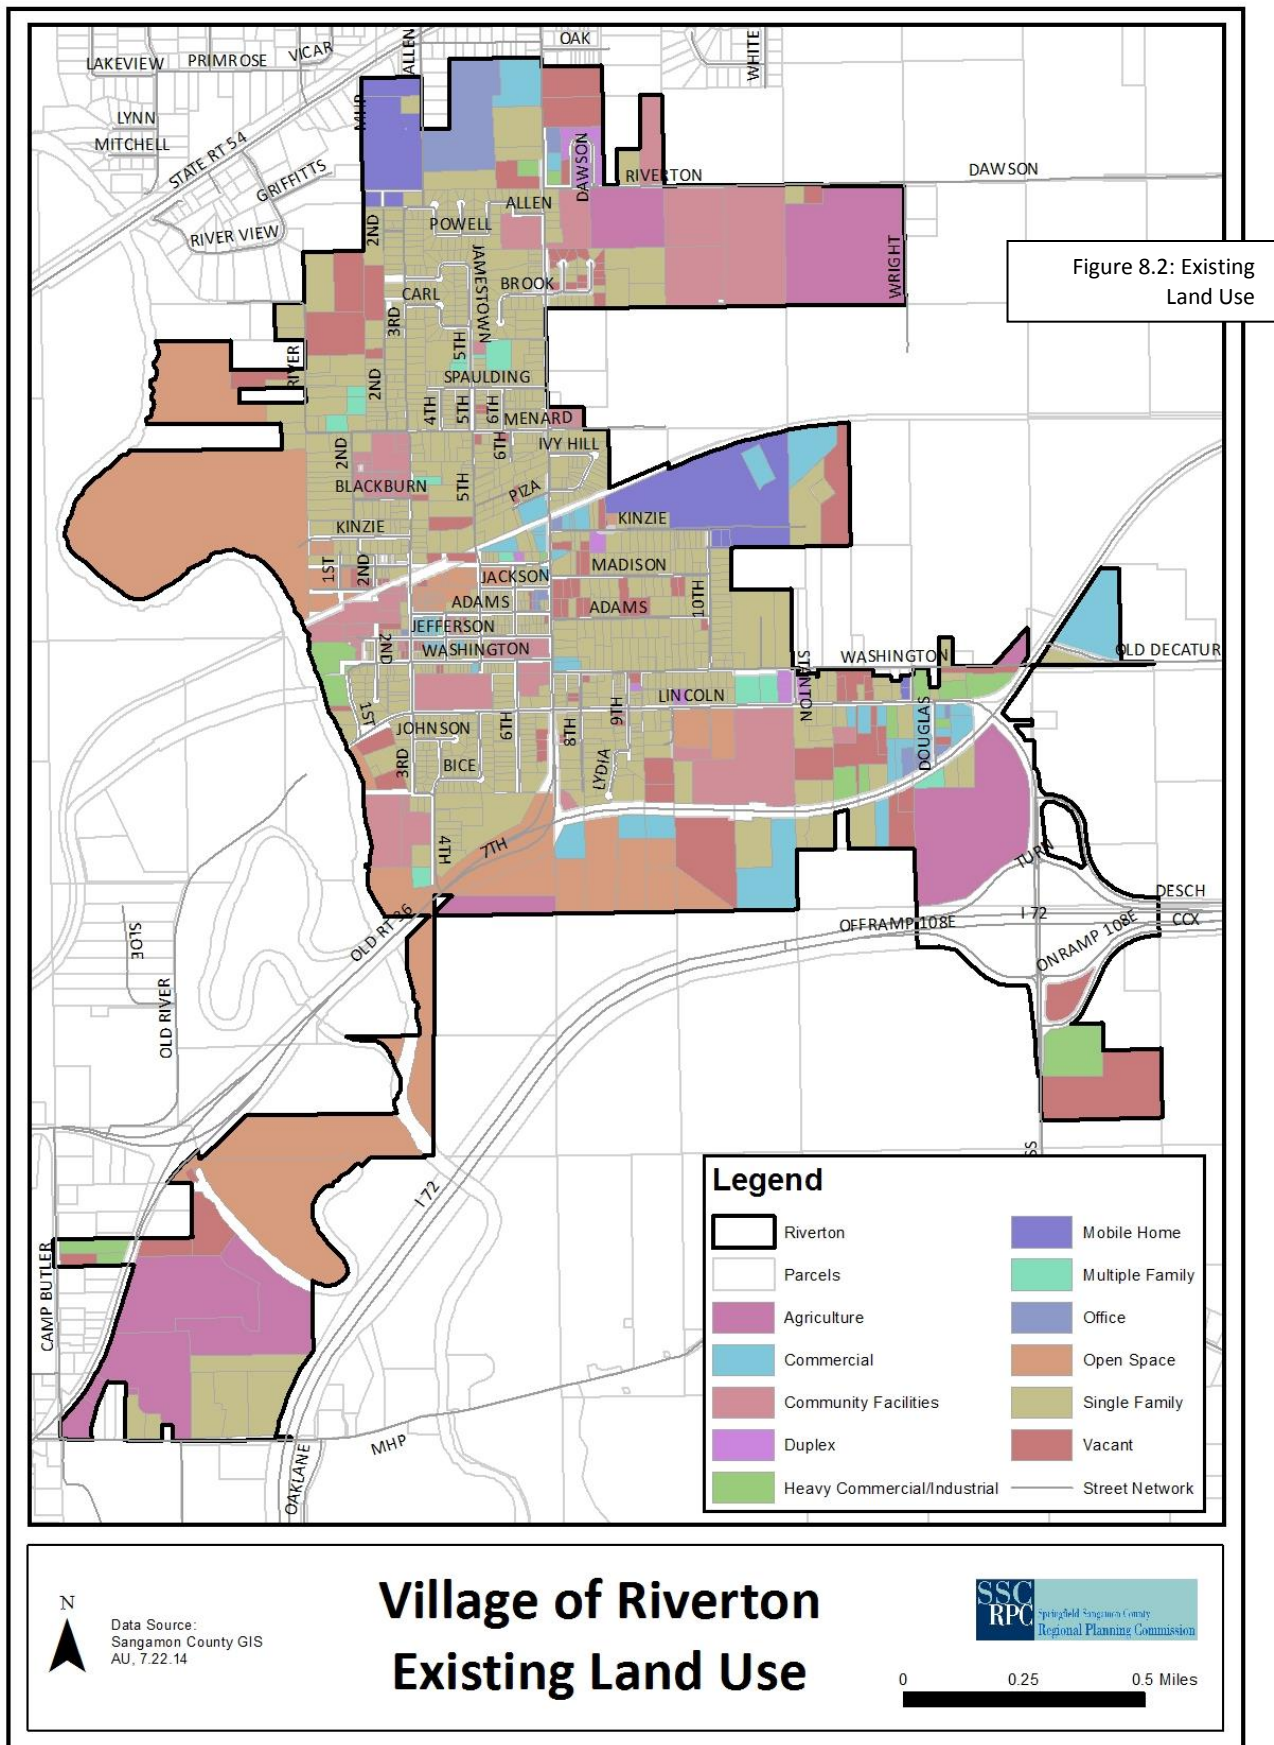 OAK
WHITE
ALLEN
VICAR
PRIMROSE
LAKEVIEW
MHP
LYNN
MITCHELL
STATE RT 54
GRIFFITTS
DAWSON
RIVERTON
DAWSON
RIVER VIEW
2ND
ALLEN
POWELL
JAMESTOWN
WRIGHT
Figure 8.2: Existing
Land Use
BROOK
CARL
3RD
5TH
RIVER
2ND
SPAULDING
4TH
5TH
6TH
MENARD
IVY HILL
2ND
6TH
BLACKBURN
5TH
PIZA
KINZIE
KINZIE
1ST
2ND
MADISON
JACKSON
ADAMS
ADAMS
10TH
JEFFERSON
2ND
WASHINGTON
STANTON
WASHINGTON
OLD DECATUR
LINCOLN
1ST
9TH
DOUGLAS
JOHNSON
6TH
8TH
3RD
BICE
LYDIA
4TH
7TH
TURN
DESCH
I-72
CCX
OFFRAMP 108E
ONRAMP 108E
OLD RT 36
SLOE
OLD RIVER
SS
I 72
CAMP BUTLER
MHP
OAKLANE
Legend
Riverton
Parcels
Agriculture
Commercial
Community Facilities
Duplex
Heavy Commercial/Industrial
Mobile Home
Multiple Family
Office
Open Space
Single Family
Vacant
Street Network
N
Data Source:
Sangamon County GIS
AU, 7.22.14
Village of Riverton
Existing Land Use
SSC
RPC
Springfield Sangamon County
Regional Planning Commission
0 0.25 0.5 Miles